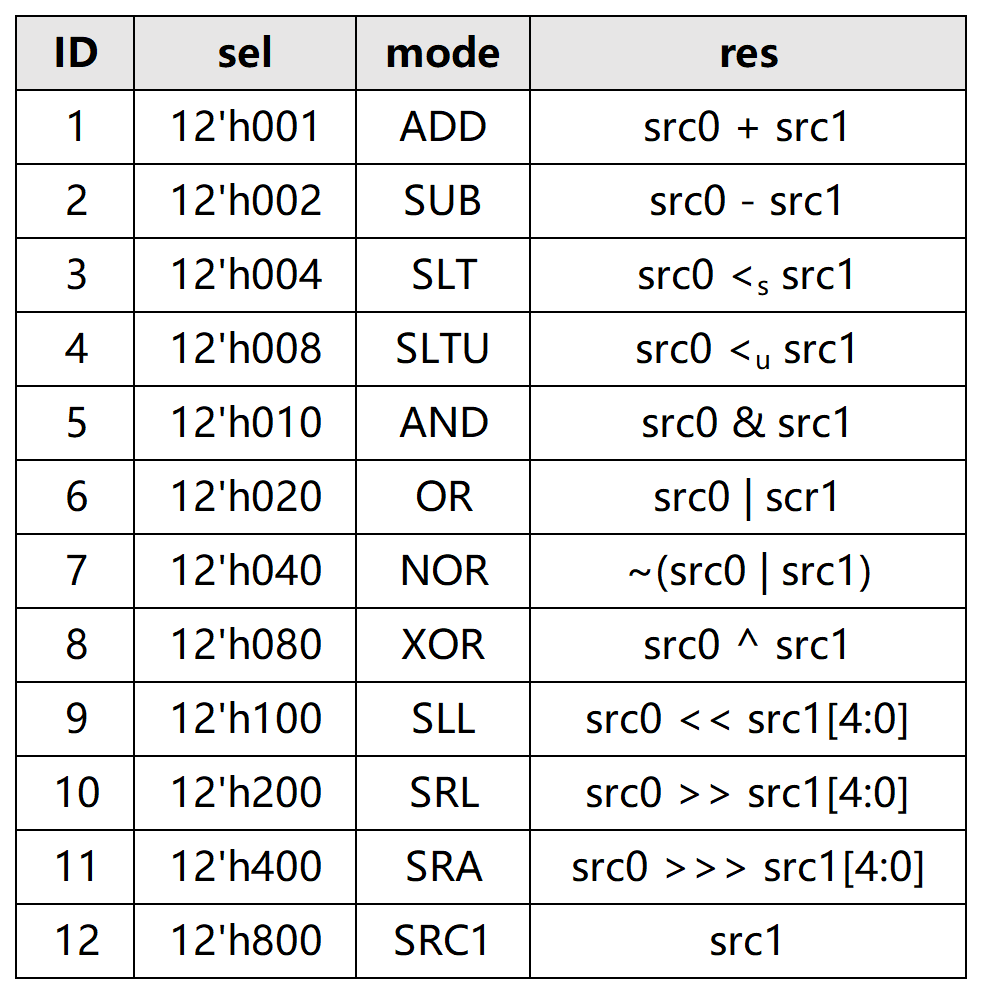 ID sel mode res
1 12'h001 ADD src0 + src1
2 12'h002 SUB src0 - src1
3 12'h004 SLT src0 <s src1
4 12'h008 SLTU src0 <u src1
5 12'h010 AND src0 & src1
6 12'h020 OR src0 | scr1
7 12'h040 NOR ~(src0 | src1)
8 12'h080 XOR src0 ^ src1
9 12'h100 SLL src0 << src1[4:0]
10 12'h200 SRL src0 >> src1[4:0]
11 12'h400 SRA src0 >>> src1[4:0]
12 12'h800 SRC1 src1